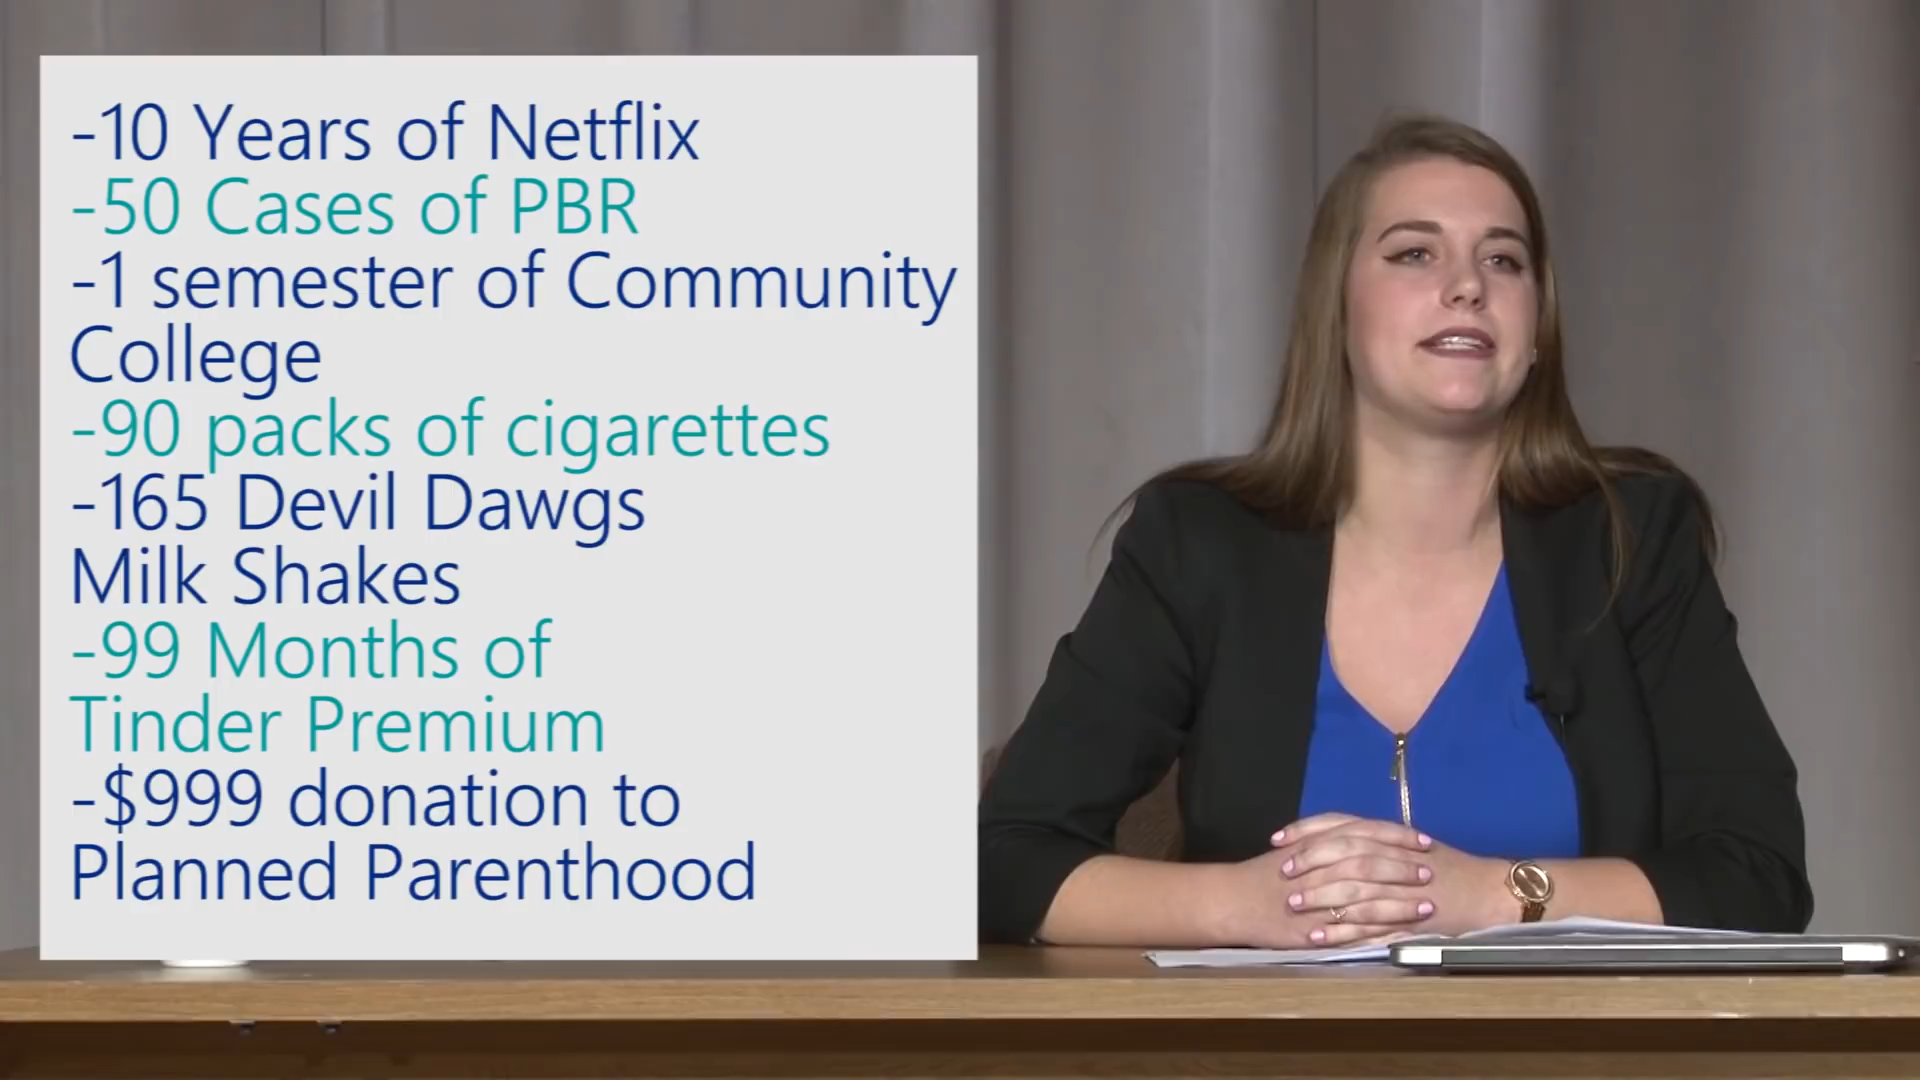 -10 Years of Netflix
-50 Cases of PBR
-1 semester of Community
College
-90 packs of cigarettes
-165 Devil Dawgs
Milk Shakes
-99 Months of
Tinder Premium
-$999 donation to
Planned Parenthood